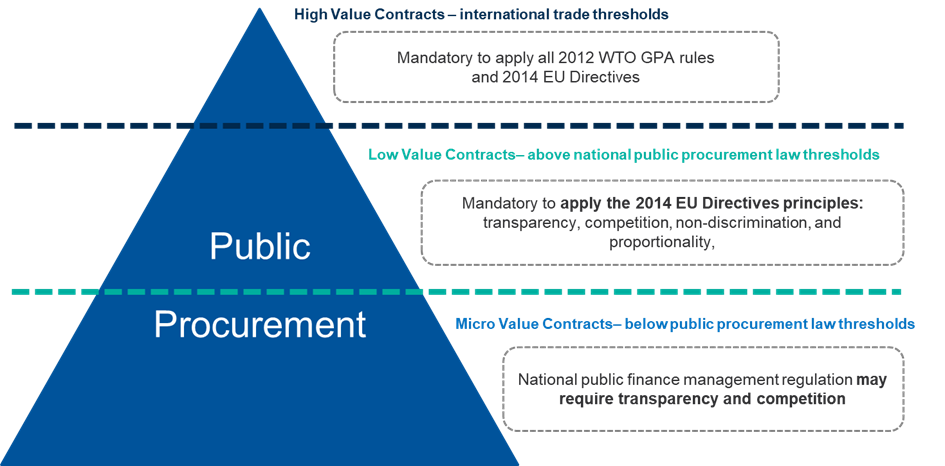 High Value Contracts – international trade thresholds
Mandatory to apply all 2012 WTO GPA rules
and 2014 EU Directives
Low Value Contracts– above national public procurement law thresholds
Mandatory to apply the 2014 EU Directives principles:
transparency, competition, non-discrimination, and
proportionality,
Public
Procurement
Micro Value Contracts– below public procurement law thresholds
National public finance management regulation may
require transparency and competition